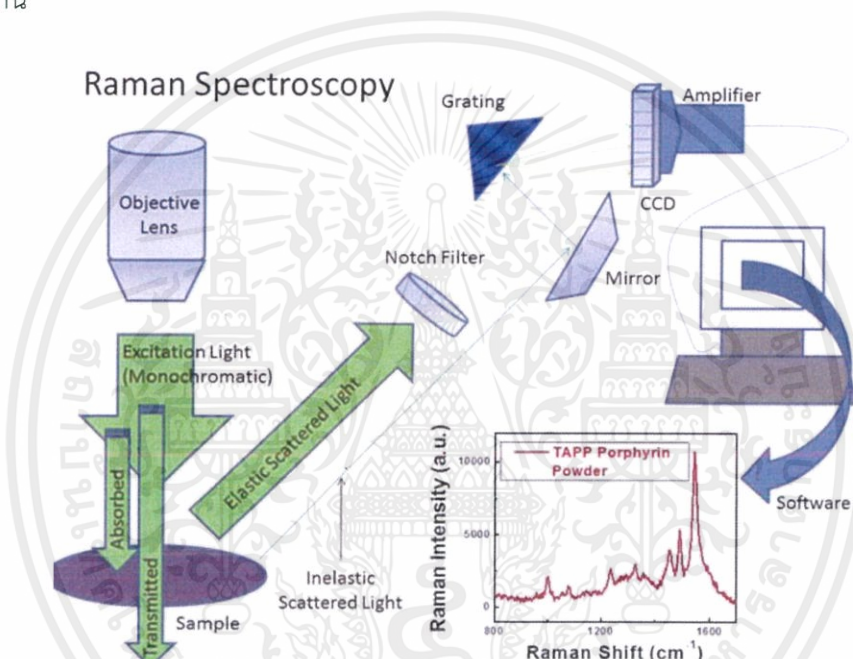 Raman Spectroscopy
Grating
Amplifier
Objective
Lens
CCD
Notch Filter
Mirror
Excitation Light
(Monochromatic)
Elastic Scattered Light
Absorbed
Transmitted
Sample
Inelastic
Scattered Light
Software
TAPP Porphyrin
Powder
Raman Intensity (a.u.)
10000
5000
0
800
1200
1600
Raman Shift (cm⁻¹)